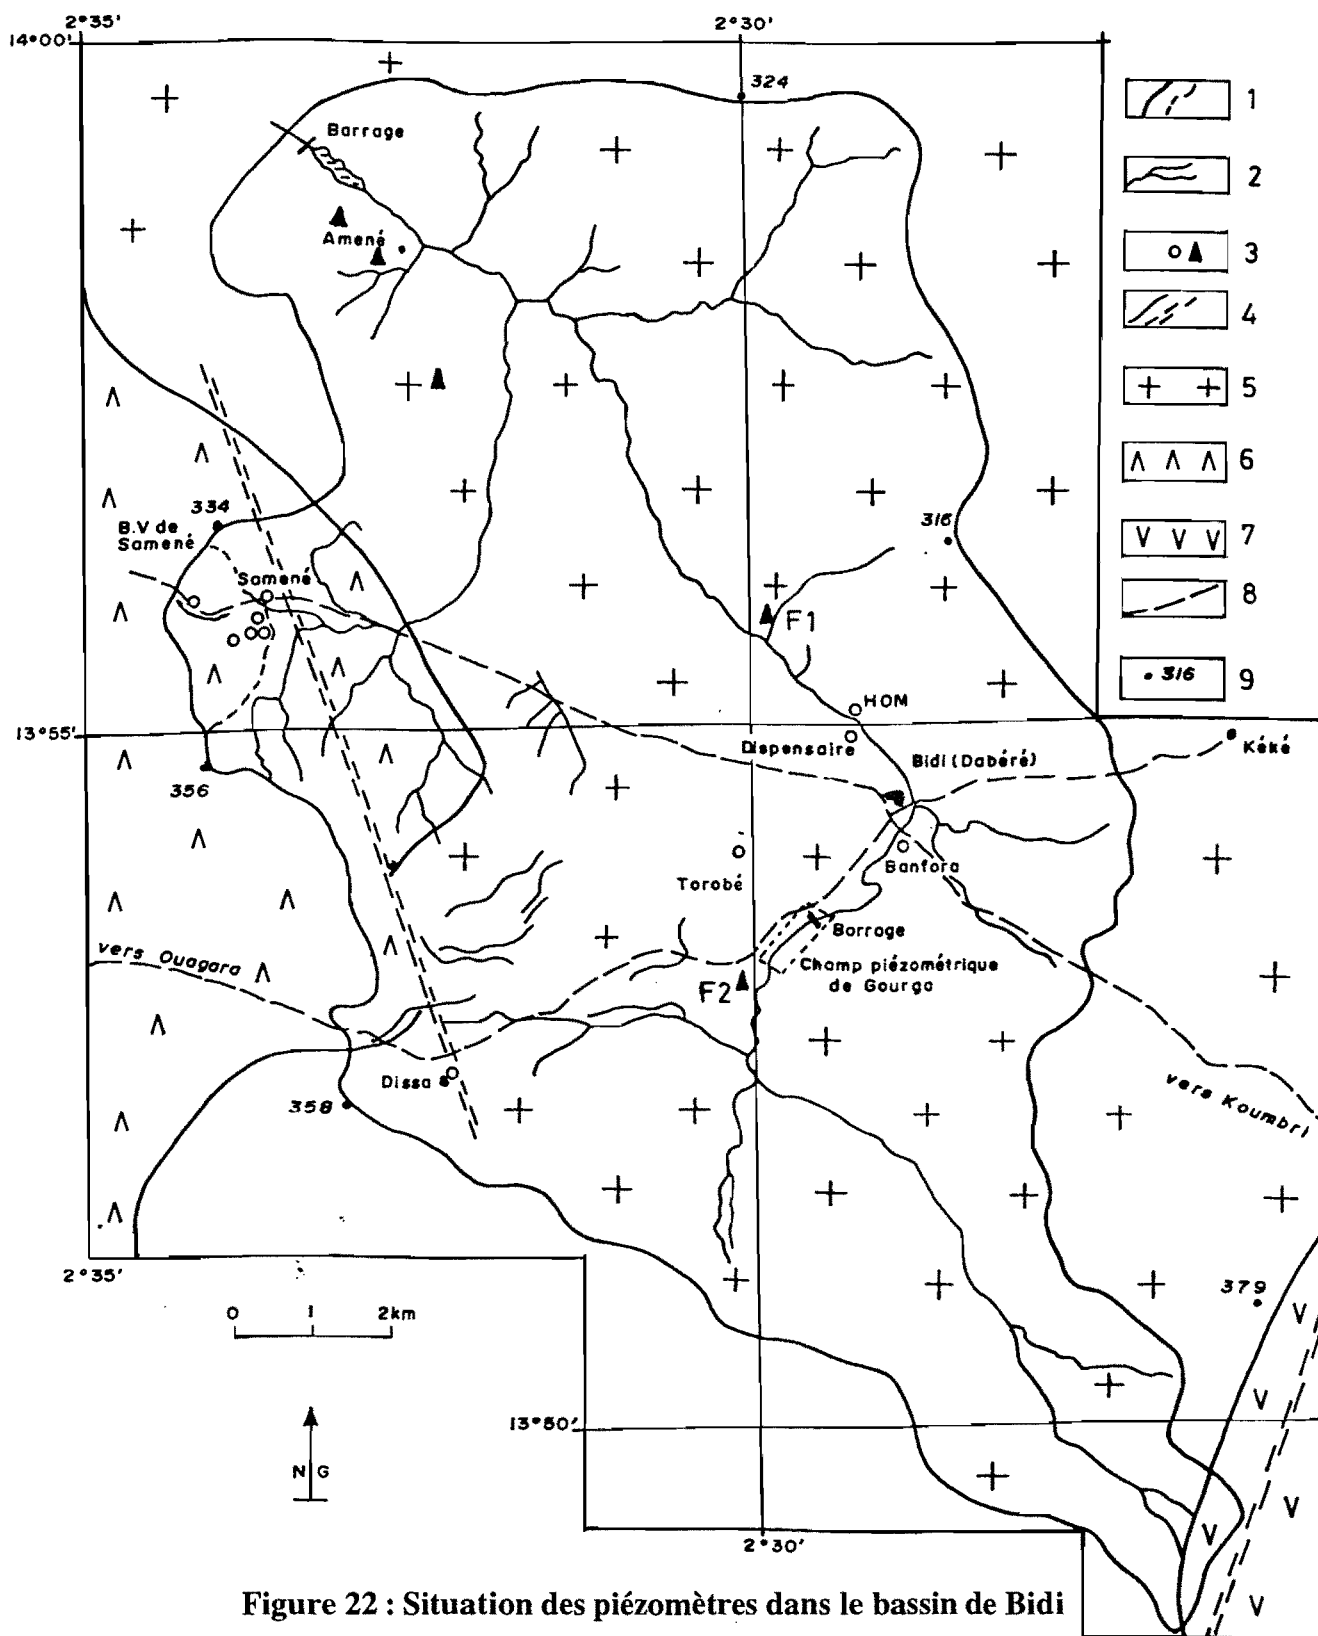 2°35'
2°30'
14°00'
324
1
Barrage
2
Amené
3
4
5
6
334
316
7
B.V de
Samené
Samené
8
F1
9
316
HOM
13°55'
Dispensaire
Bidi (Dabéré)
Kéké
356
Banfora
Torobé
Barrage
vers Ouagara
Champ piézométrique
de Gourga
F2
Dissa
vers Koumbri
358
2°35'
379
0 1 2km
13°50'
N G
2°30'
Figure 22 : Situation des piézomètres dans le bassin de Bidi